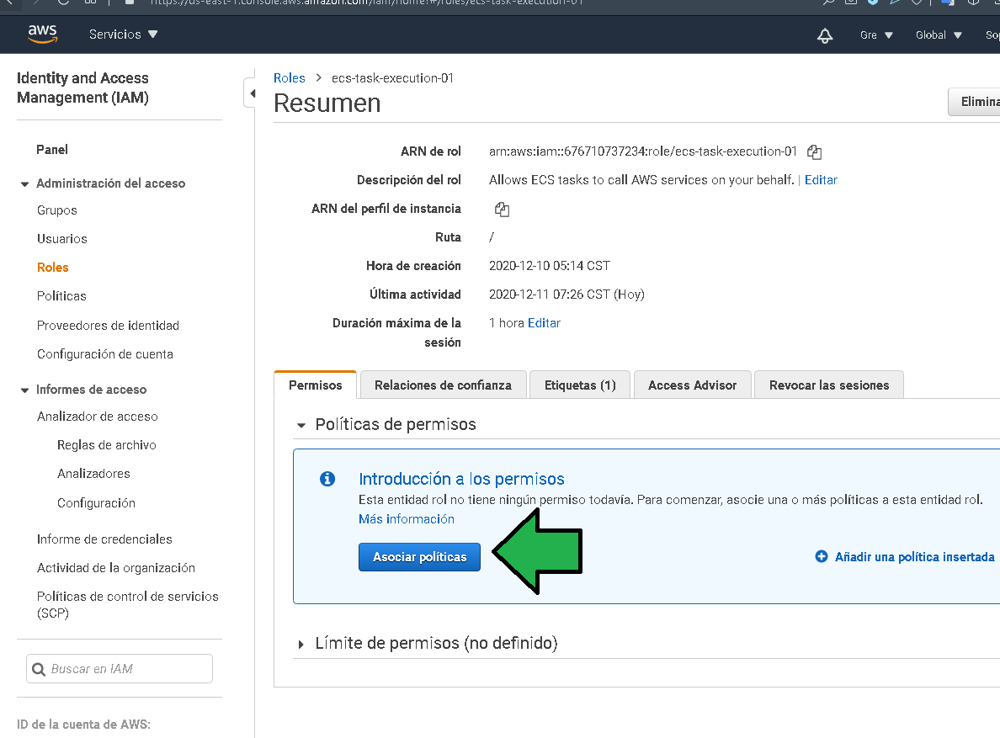 https://us-east-1.console.aws.amazon.com/iam/home?#/roles/ecs-task-execution-01
aws
Servicios
Gre
Global
Identity and Access
Management (IAM)
Panel
Administración del acceso
Grupos
Usuarios
Roles
Políticas
Proveedores de identidad
Configuración de cuenta
Informes de acceso
Analizador de acceso
Reglas de archivo
Analizadores
Configuración
Informe de credenciales
Actividad de la organización
Políticas de control de servicios
(SCP)
Buscar en IAM
ID de la cuenta de AWS:
Roles > ecs-task-execution-01
Resumen
ARN de rol arn:aws:iam::676710737234:role/ecs-task-execution-01
Descripción del rol Allows ECS tasks to call AWS services on your behalf. | Editar
ARN del perfil de instancia
Ruta /
Hora de creación 2020-12-10 05:14 CST
Última actividad 2020-12-11 07:26 CST (Hoy)
Duración máxima de la 1 hora Editar
sesión
Permisos Relaciones de confianza Etiquetas (1) Access Advisor Revocar las sesiones
Políticas de permisos
Introducción a los permisos
Esta entidad rol no tiene ningún permiso todavía. Para comenzar, asocie una o más políticas a esta entidad rol.
Más información
Asociar políticas
Añadir una política insertada
Límite de permisos (no definido)